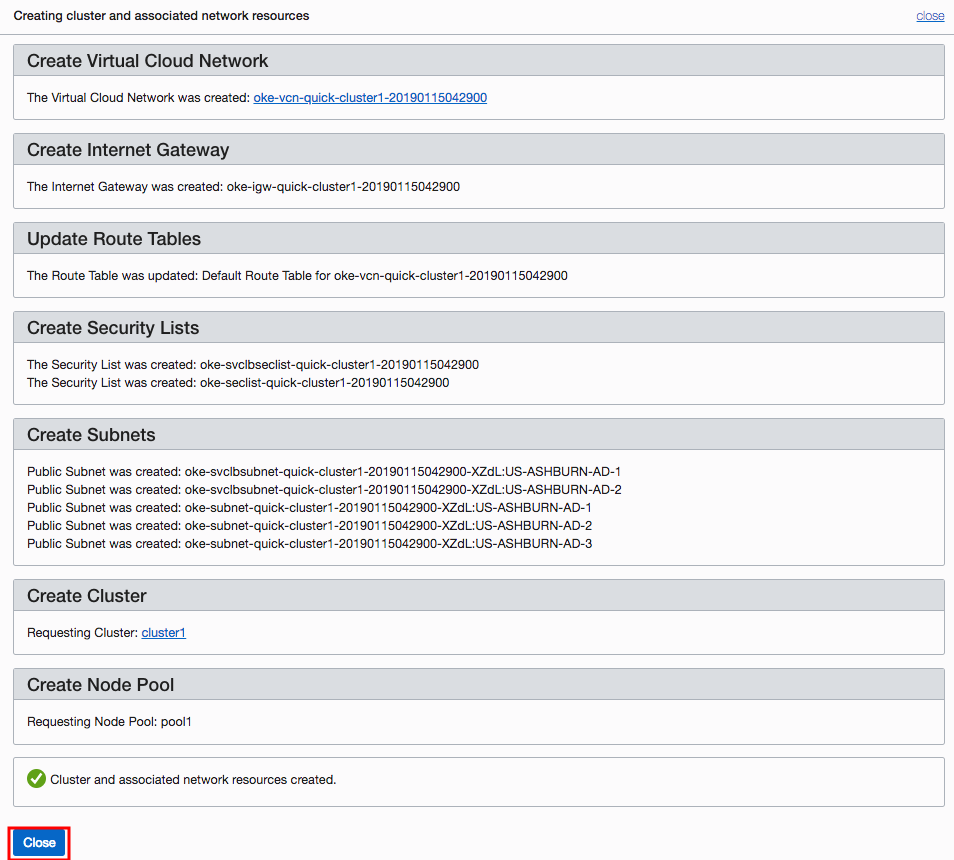 Creating cluster and associated network resources
close
Create Virtual Cloud Network
The Virtual Cloud Network was created: oke-vcn-quick-cluster1-20190115042900
Create Internet Gateway
The Internet Gateway was created: oke-igw-quick-cluster1-20190115042900
Update Route Tables
The Route Table was updated: Default Route Table for oke-vcn-quick-cluster1-20190115042900
Create Security Lists
The Security List was created: oke-svclbseclist-quick-cluster1-20190115042900
The Security List was created: oke-seclist-quick-cluster1-20190115042900
Create Subnets
Public Subnet was created: oke-svclbsubnet-quick-cluster1-20190115042900-XZdL:US-ASHBURN-AD-1
Public Subnet was created: oke-svclbsubnet-quick-cluster1-20190115042900-XZdL:US-ASHBURN-AD-2
Public Subnet was created: oke-subnet-quick-cluster1-20190115042900-XZdL:US-ASHBURN-AD-1
Public Subnet was created: oke-subnet-quick-cluster1-20190115042900-XZdL:US-ASHBURN-AD-2
Public Subnet was created: oke-subnet-quick-cluster1-20190115042900-XZdL:US-ASHBURN-AD-3
Create Cluster
Requesting Cluster: cluster1
Create Node Pool
Requesting Node Pool: pool1
Cluster and associated network resources created.
Close